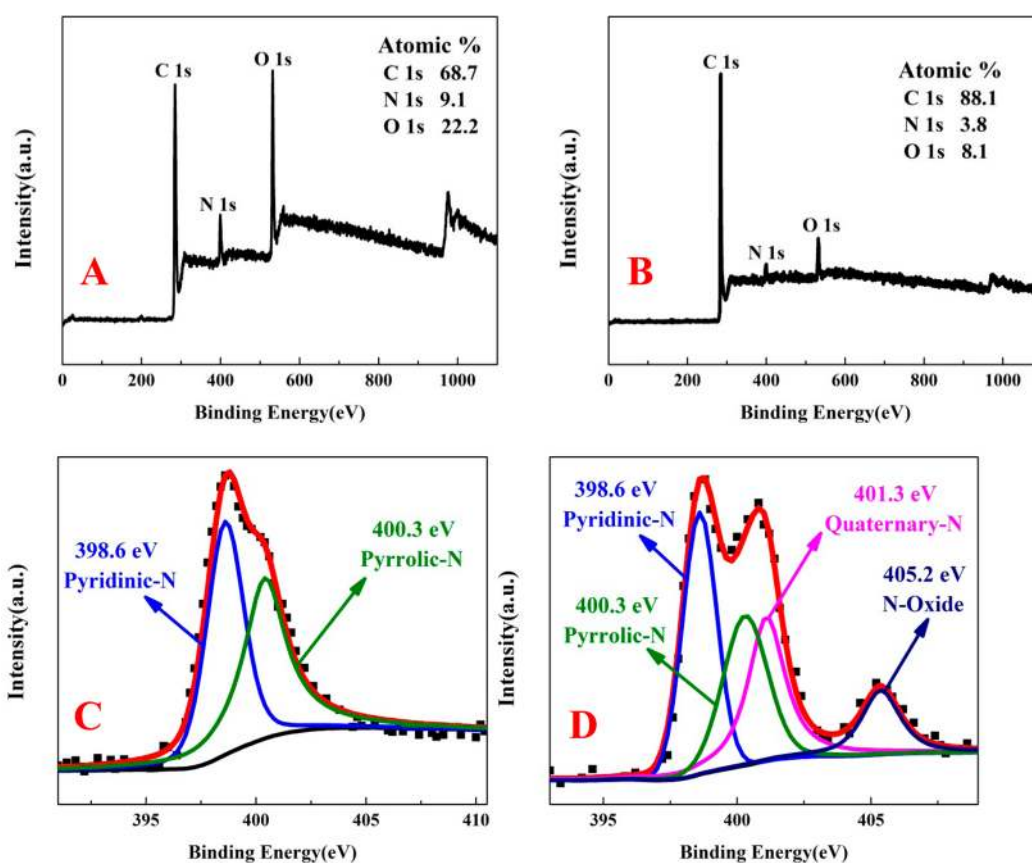 Intensity(a.u.)
C 1s
N 1s
O 1s
Atomic %
C 1s 68.7
N 1s 9.1
O 1s 22.2
A
0 200 400 600 800 1000
Binding Energy(eV)
Intensity(a.u.)
C 1s
N 1s
O 1s
Atomic %
C 1s 88.1
N 1s 3.8
O 1s 8.1
B
0 200 400 600 800 1000
Binding Energy(eV)
Intensity(a.u.)
398.6 eV
Pyridinic-N
400.3 eV
Pyrrolic-N
C
395 400 405 410
Binding Energy(eV)
Intensity(a.u.)
398.6 eV
Pyridinic-N
401.3 eV
Quaternary-N
400.3 eV
Pyrrolic-N
405.2 eV
N-Oxide
D
395 400 405
Binding Energy(eV)